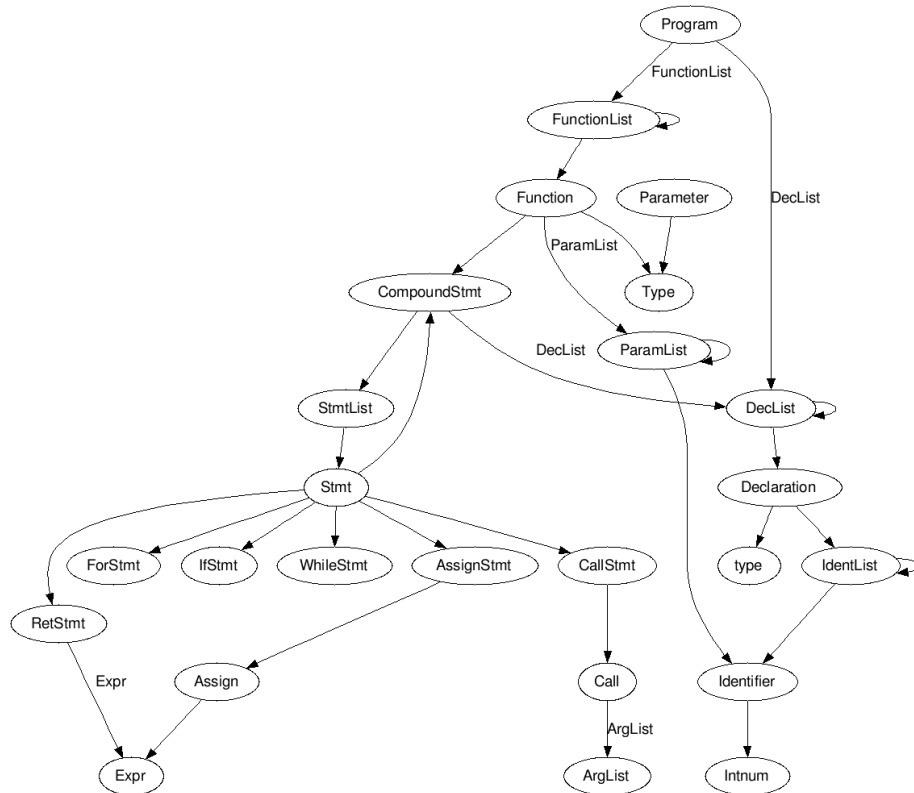 Program
FunctionList
FunctionList
Function
Parameter
DecList
ParamList
CompoundStmt
Type
DecList
ParamList
StmtList
DecList
Stmt
Declaration
ForStmt
IfStmt
WhileStmt
AssignStmt
CallStmt
type
IdentList
RetStmt
Expr
Assign
Call
Identifier
ArgList
Expr
ArgList
Intnum